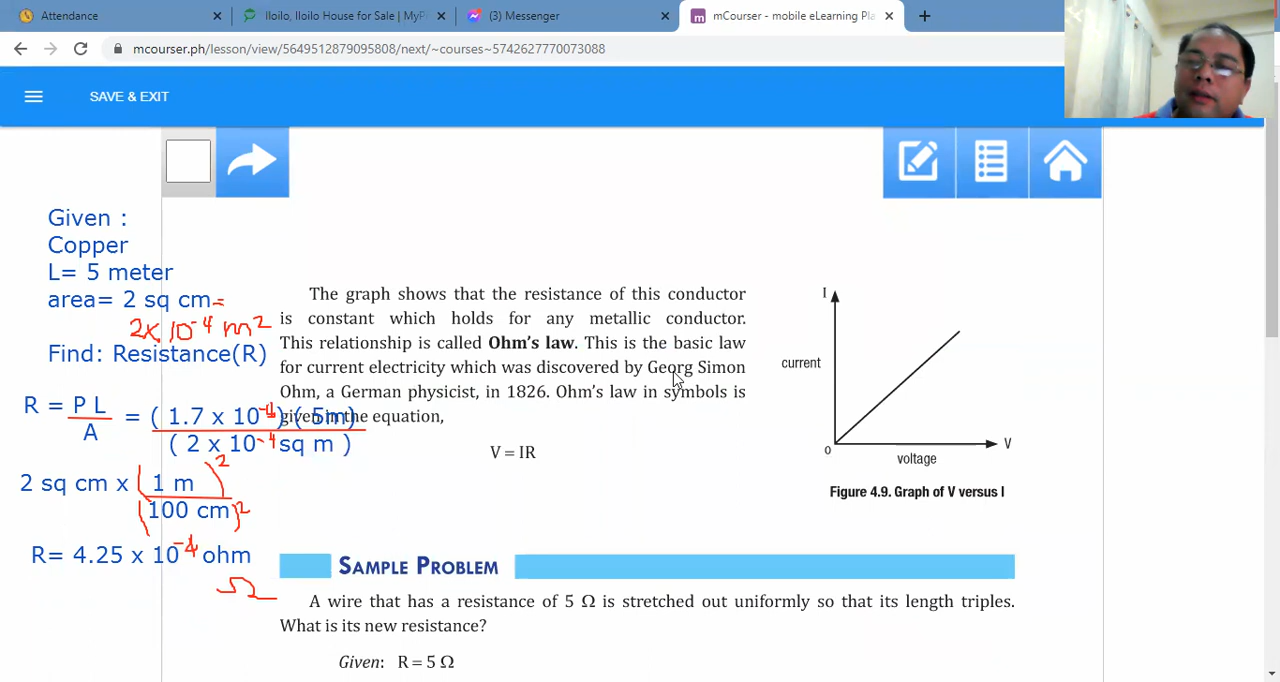 Attendance
Iloilo, Iloilo House for Sale | MyPr
(3) Messenger
mCourser - mobile eLearning Pla
mcourser.ph/lesson/view/5649512879095808/next/~courses~5742627770073088
SAVE & EXIT
Given :
Copper
L= 5 meter
area= 2 sq cm =
2x 10-4 m2
Find: Resistance(R)
R = P L / A = ( 1.7 x 10 ) ( 5m) / ( 2 x 10-4 sq m )
2 sq cm x ( 1 m )2 / ( 100 cm )2
R= 4.25 x 10-4 ohm
Ω
The graph shows that the resistance of this conductor
is constant which holds for any metallic conductor.
This relationship is called Ohm's law. This is the basic law
for current electricity which was discovered by Georg Simon
Ohm, a German physicist, in 1826. Ohm's law in symbols is
given in the equation,
V = IR
I
current
0
V
voltage
Figure 4.9. Graph of V versus I
SAMPLE PROBLEM
A wire that has a resistance of 5 Ω is stretched out uniformly so that its length triples.
What is its new resistance?
Given: R = 5 Ω